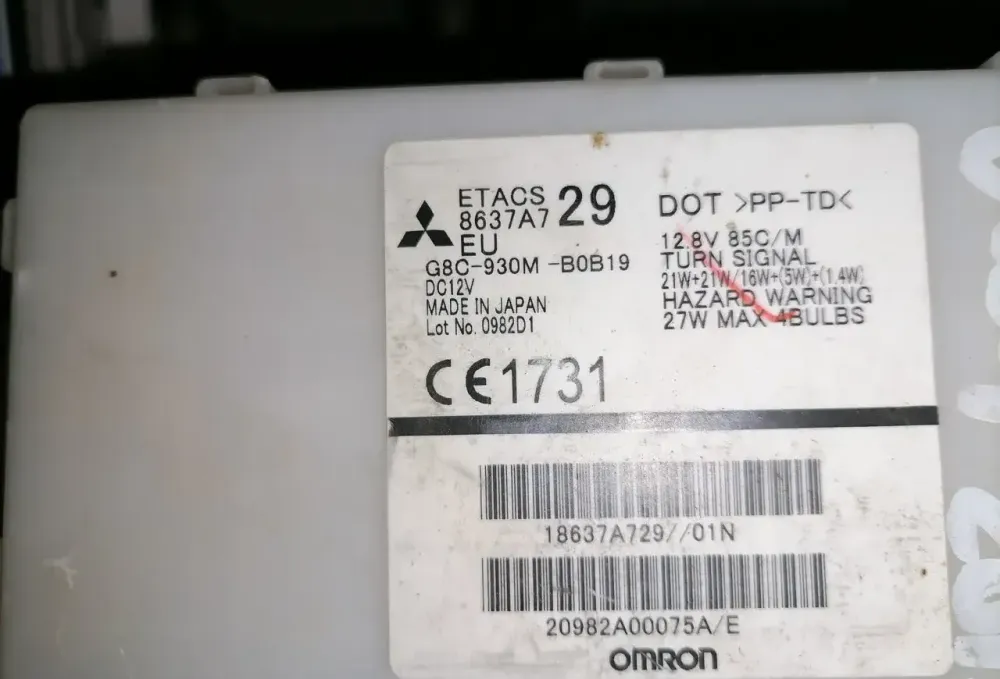 ETACS
8637A7 29
EU
G8C-930M -B0B19
DC12V
MADE IN JAPAN
Lot No. 0982D1
CE1731
DOT >PP-TD<
12.8V 85C/M
TURN SIGNAL
21W+21W/16W+(5W)+(1.4W)
HAZARD WARNING
27W MAX 4BULBS
18637A729//01N
20982A00075A/E
OMRON